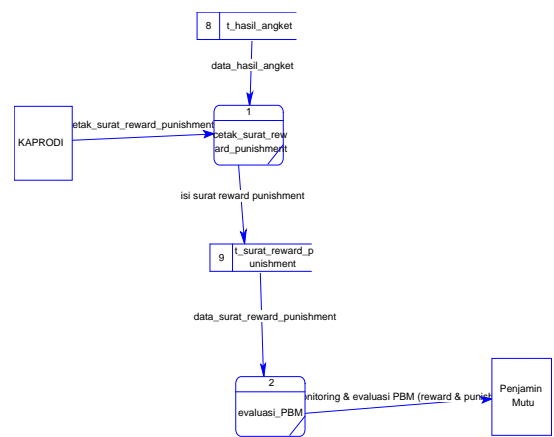 8 t_hasil_angket
data_hasil_angket
1
etak_surat_reward_punishment
KAPRODI
cetak_surat_rew
ard_punishment
isi surat reward punishment
9 t_surat_reward_p
unishment
data_surat_reward_punishment
2
evaluasi_PBM
onitoring & evaluasi PBM (reward & punish
Penjamin
Mutu